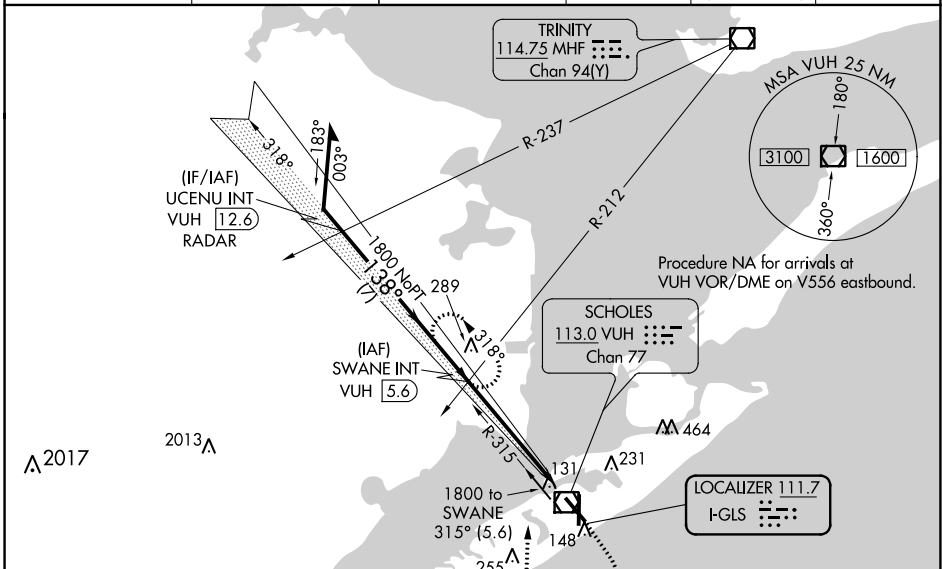 TRINITY
114.75 MHF
Chan 94(Y)
MSA VUH 25 NM
180°
3100
1600
360°
R-237
R-212
183°
003°
318°
(IF/IAF)
UCENU INT
VUH 12.6
RADAR
1800 NoPT
138°
(7)
289
318°
Procedure NA for arrivals at
VUH VOR/DME on V556 eastbound.
SCHOLES
113.0 VUH
Chan 77
(IAF)
SWANE INT
VUH 5.6
R-315
2017
2013
464
231
131
1800 to
SWANE
315° (5.6)
LOCALIZER 111.7
I-GLS
148
255